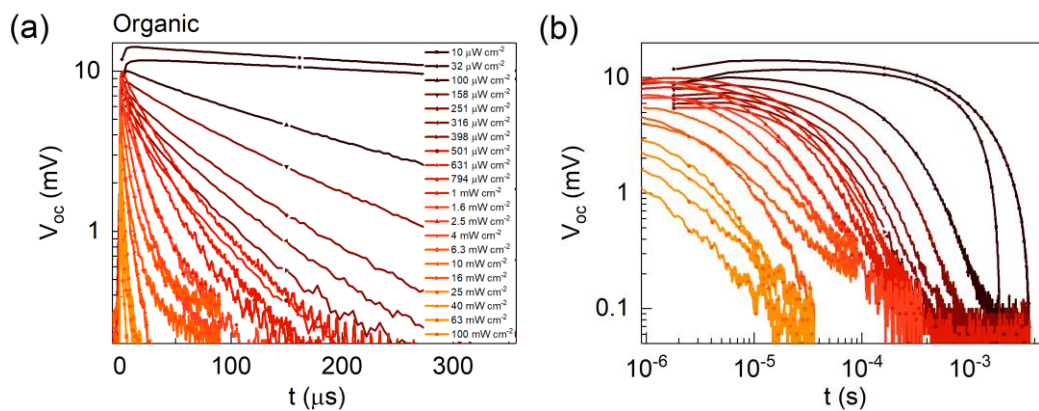 (a)
Organic
V_oc (mV)
10
1
10 μW cm⁻²
32 μW cm⁻²
100 μW cm⁻²
158 μW cm⁻²
251 μW cm⁻²
316 μW cm⁻²
398 μW cm⁻²
501 μW cm⁻²
631 μW cm⁻²
794 μW cm⁻²
1 mW cm⁻²
1.6 mW cm⁻²
2.5 mW cm⁻²
4 mW cm⁻²
6.3 mW cm⁻²
10 mW cm⁻²
16 mW cm⁻²
25 mW cm⁻²
40 mW cm⁻²
63 mW cm⁻²
100 mW cm⁻²
0 100 200 300
t (μs)
(b)
V_oc (mV)
10
1
0.1
10⁻⁶ 10⁻⁵ 10⁻⁴ 10⁻³
t (s)